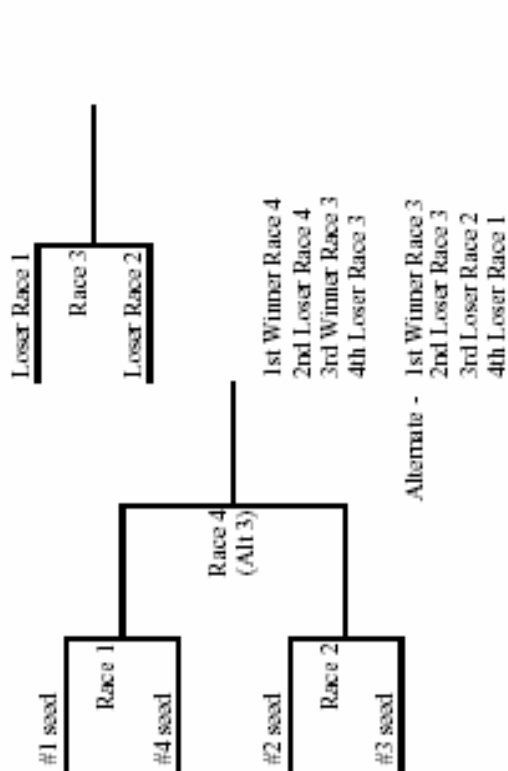 #1 seed
Race 1
#4 seed
Race 4
(Alt 3)
#2 seed
Race 2
#3 seed
Loser Race 1
Race 3
Loser Race 2
1st Winner Race 4
2nd Loser Race 4
3rd Winner Race 3
4th Loser Race 3
Alternate - 1st Winner Race 3
2nd Loser Race 3
3rd Loser Race 2
4th Loser Race 1